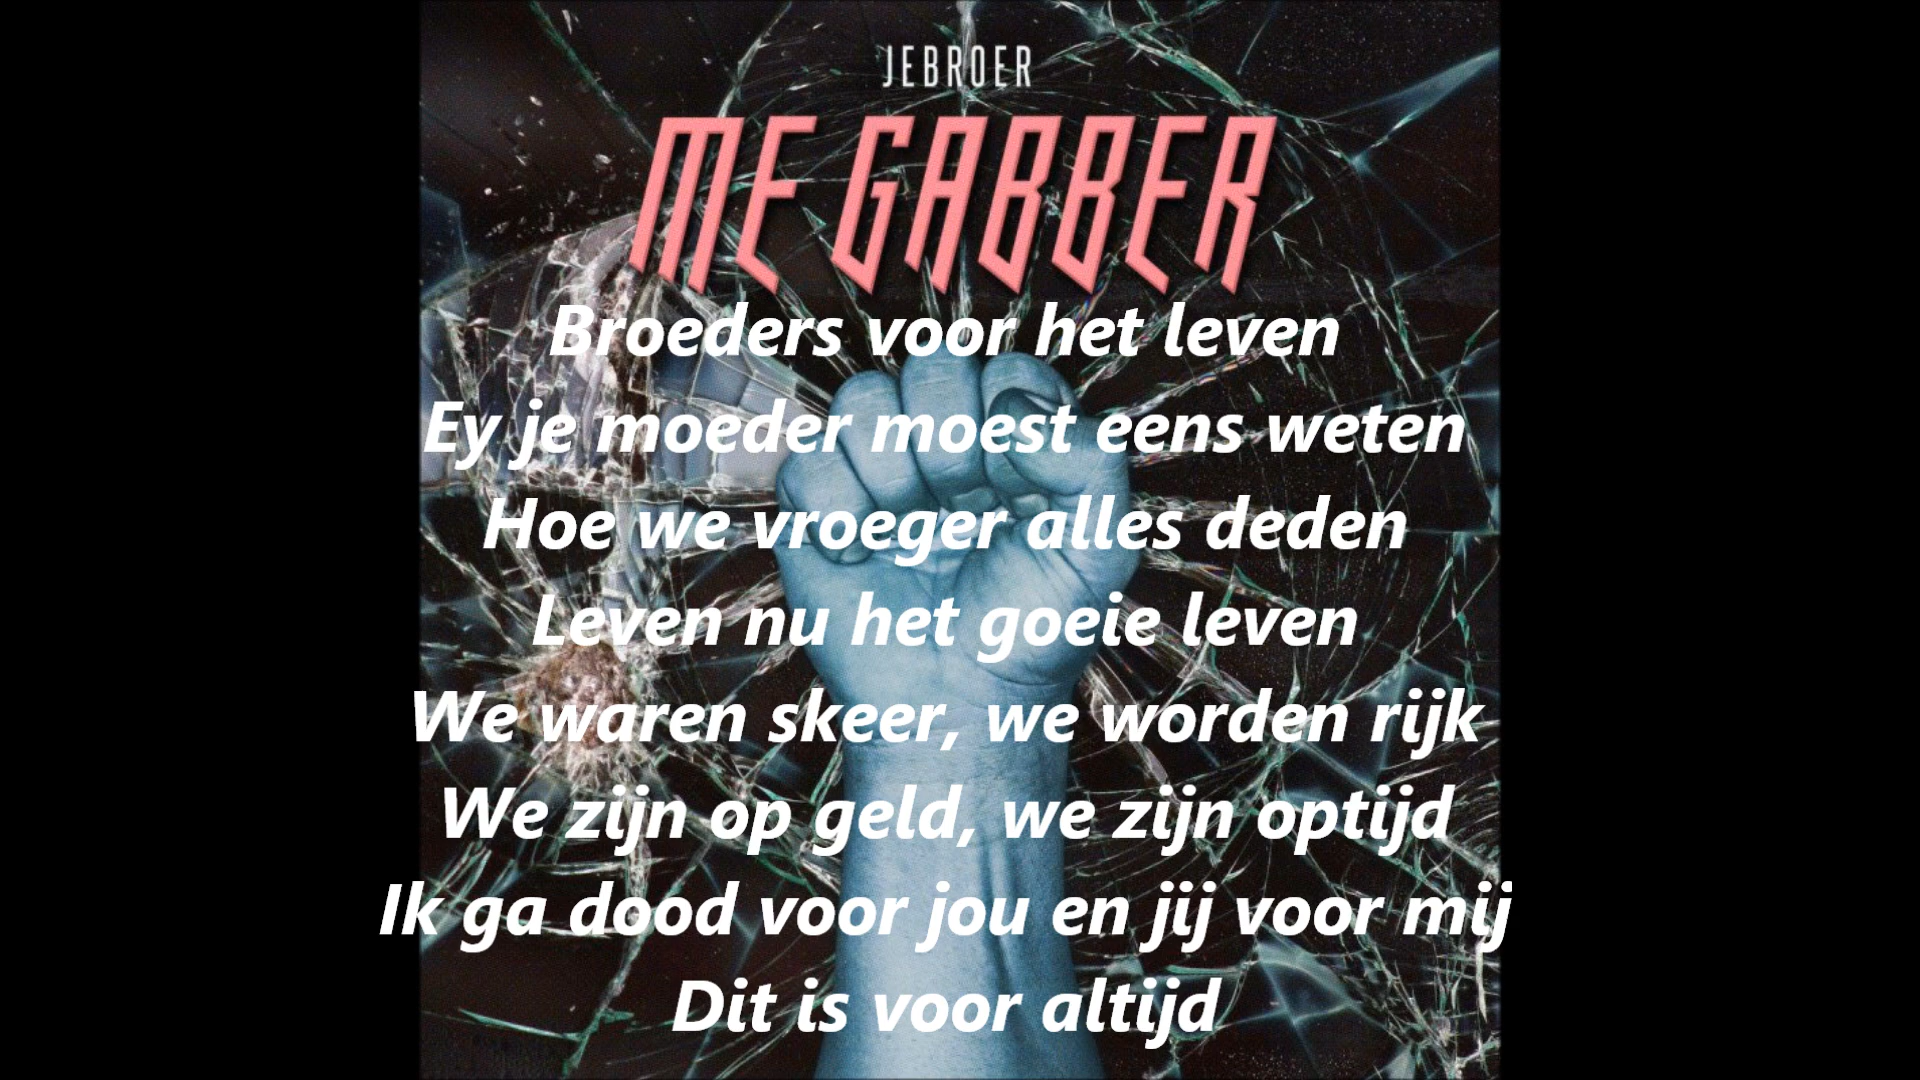 JEBROER
ME GABBER
Broeders voor het leven
Ey je moeder moest eens weten
Hoe we vroeger alles deden
Leven nu het goeie leven
We waren skeer, we worden rijk
We zijn op geld, we zijn optijd
Ik ga dood voor jou en jij voor mij
Dit is voor altijd